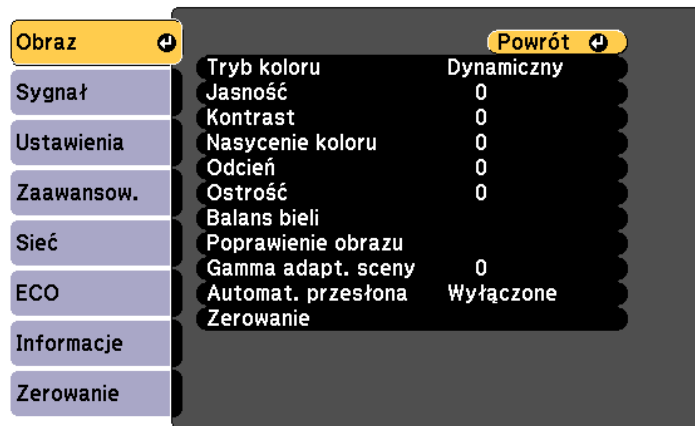 Obraz
Sygnał
Ustawienia
Zaawansow.
Sieć
ECO
Informacje
Zerowanie
Powrót
Tryb koloru Dynamiczny
Jasność 0
Kontrast 0
Nasycenie koloru 0
Odcień 0
Ostrość 0
Balans bieli
Poprawienie obrazu
Gamma adapt. sceny 0
Automat. przesłona Wyłączone
Zerowanie